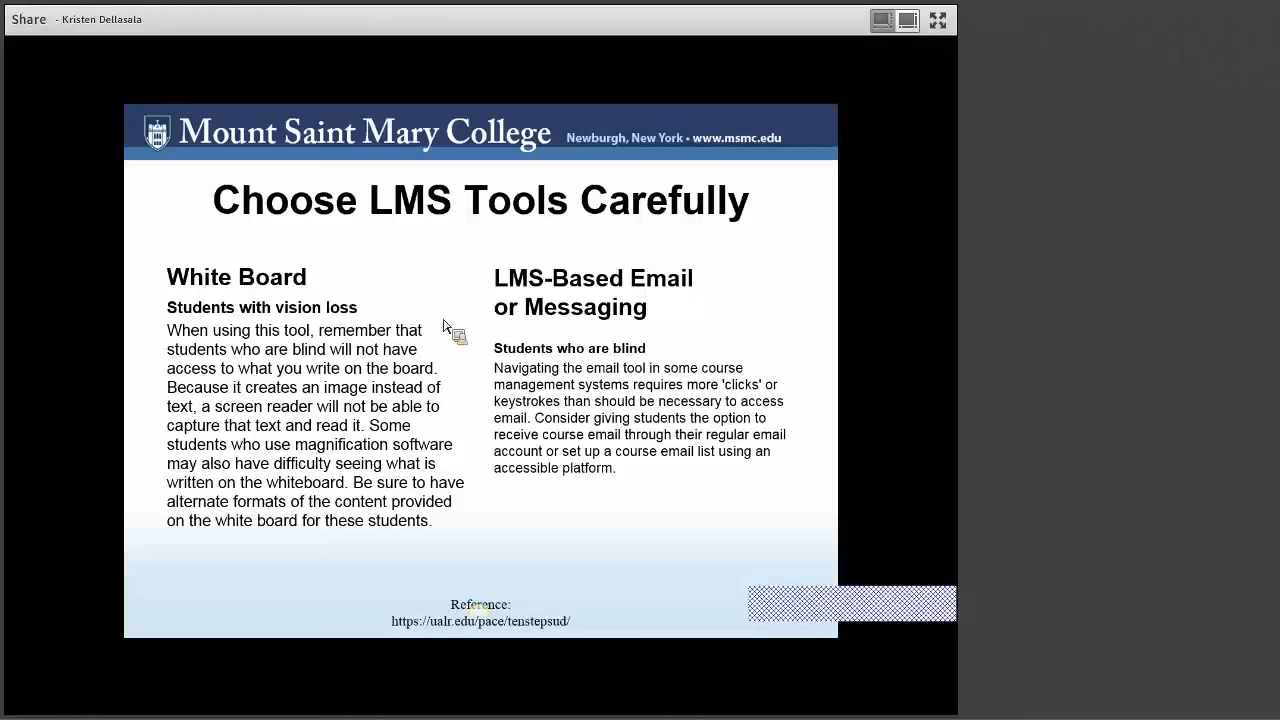 Share - Kristen Dellasala
Mount Saint Mary College Newburgh, New York • www.msmc.edu
Choose LMS Tools Carefully
White Board
Students with vision loss
When using this tool, remember that
students who are blind will not have
access to what you write on the board.
Because it creates an image instead of
text, a screen reader will not be able to
capture that text and read it. Some
students who use magnification software
may also have difficulty seeing what is
written on the whiteboard. Be sure to have
alternate formats of the content provided
on the white board for these students.
LMS-Based Email
or Messaging
Students who are blind
Navigating the email tool in some course
management systems requires more 'clicks' or
keystrokes than should be necessary to access
email. Consider giving students the option to
receive course email through their regular email
account or set up a course email list using an
accessible platform.
Reference:
https://ualr.edu/pace/tenstepsud/